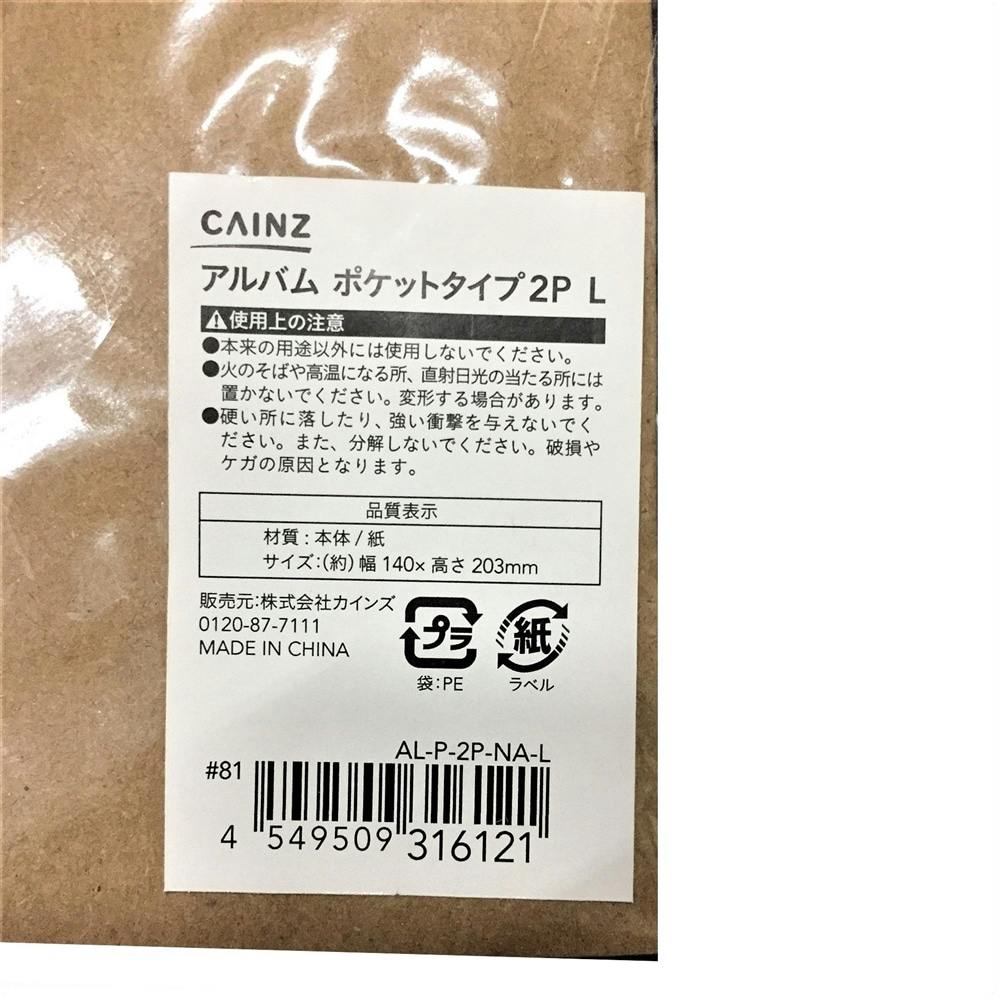 CAINZ
アルバム ポケットタイプ2P L
⚠使用上の注意
●本来の用途以外には使用しないでください。
●火のそばや高温になる所、直射日光の当たる所には
置かないでください。変形する場合があります。
●硬い所に落したり、強い衝撃を与えないでく
ださい。また、分解しないでください。破損や
ケガの原因となります。
品質表示
材質:本体/紙
サイズ:(約)幅140×高さ203mm
販売元:株式会社カインズ
0120-87-7111
MADE IN CHINA
プラ
袋:PE
紙
ラベル
AL-P-2P-NA-L
#81
4 549509 316121